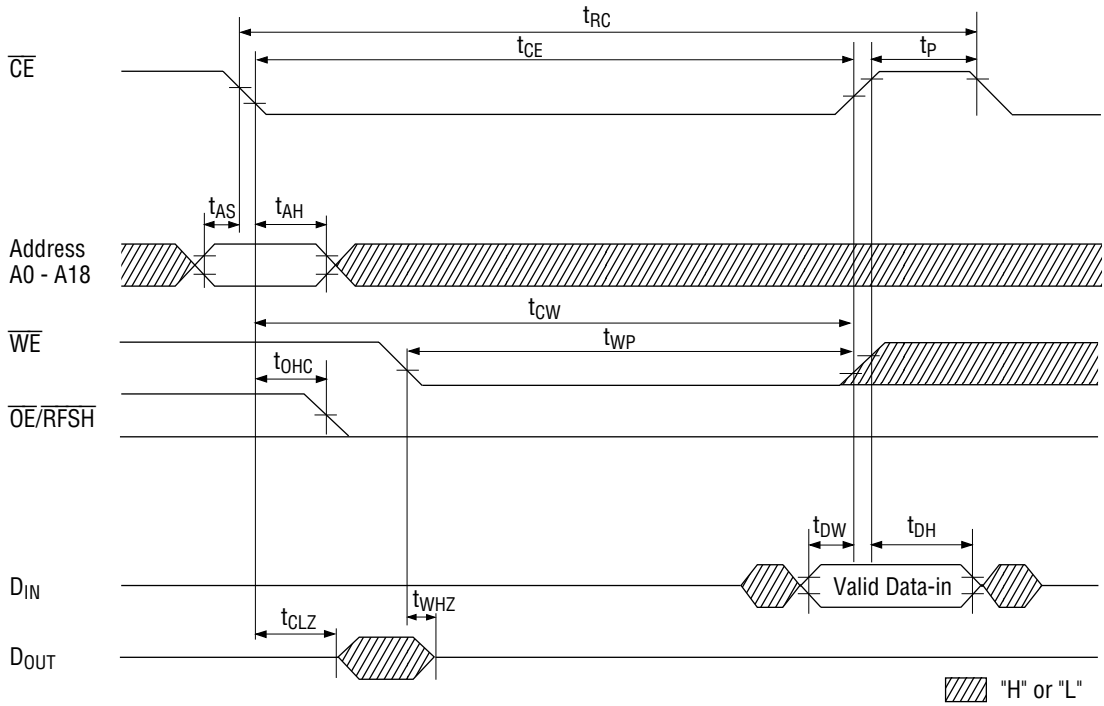 tRC
tCE
tP
CE
tAS
tAH
Address
A0 - A18
tCW
WE
tWP
tOHC
OE/RFSH
tDW
tDH
DIN
Valid Data-in
tWHZ
tCLZ
DOUT
"H" or "L"